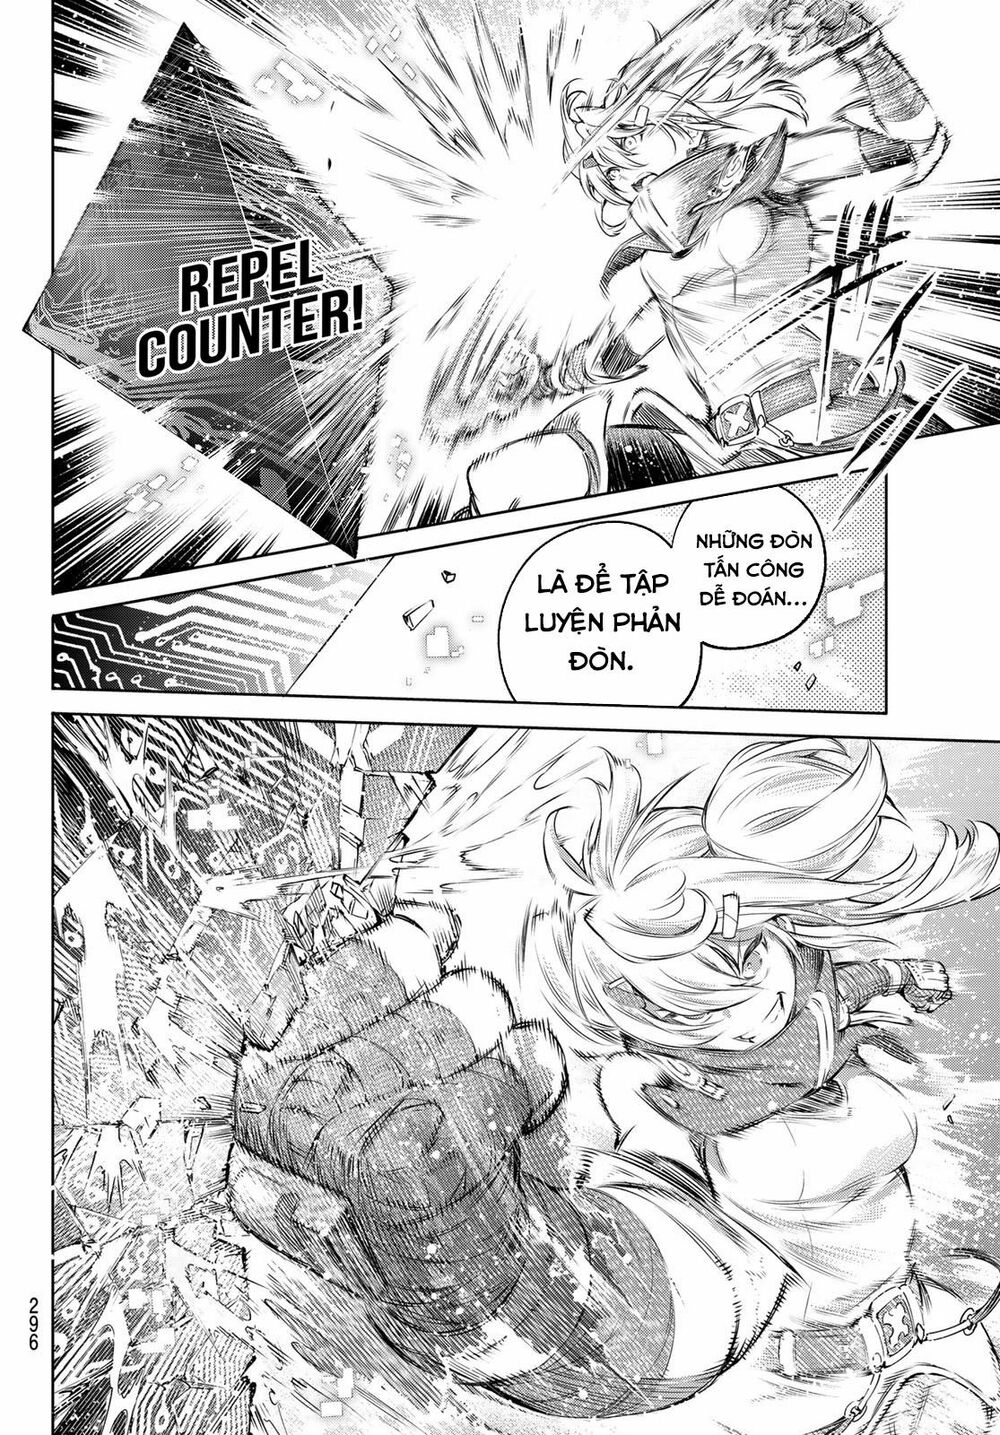 REPEL
COUNTER!
NHỮNG ĐÒN
TẤN CÔNG
DỄ ĐOÁN...
LÀ ĐỂ TẬP
LUYỆN PHẢN
ĐÒN.
296